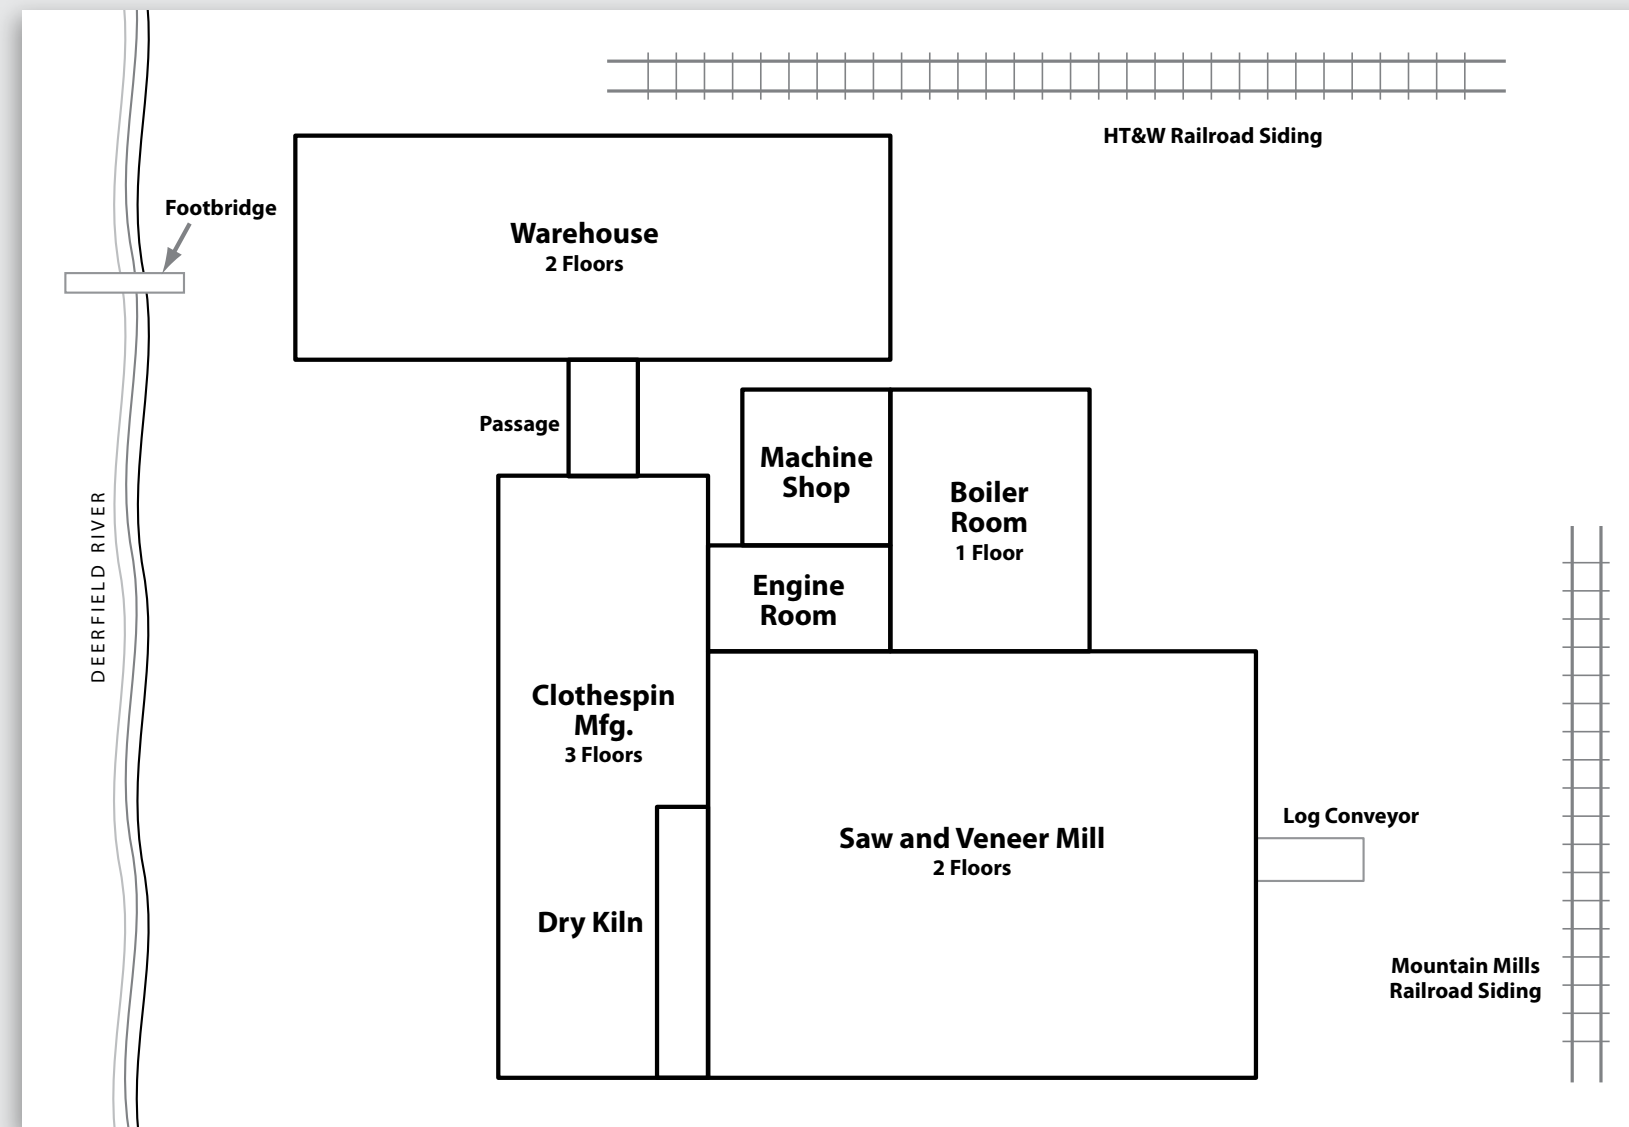 HT&W Railroad Siding
Footbridge
Warehouse
2 Floors
Passage
Machine
Shop
Boiler
Room
1 Floor
DEERFIELD RIVER
Engine
Room
Clothespin
Mfg.
3 Floors
Log Conveyor
Saw and Veneer Mill
2 Floors
Dry Kiln
Mountain Mills
Railroad Siding